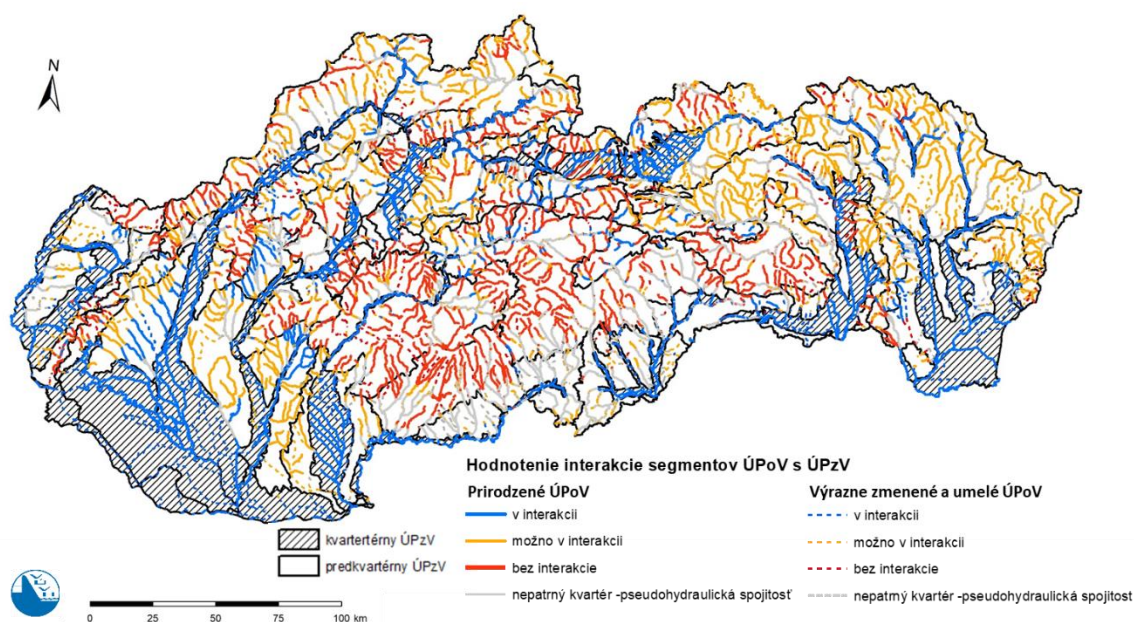 N
Hodnotenie interakcie segmentov ÚPoV s ÚPzV
Prirodzené ÚPoV
v interakcii
možno v interakcii
bez interakcie
nepatrný kvartér -pseudohydraulická spojitosť
Výrazne zmenené a umelé ÚPoV
v interakcii
možno v interakcii
bez interakcie
nepatrný kvartér -pseudohydraulická spojitosť
kvartertérny ÚPzV
predkvartérny ÚPzV
0 25 50 75 100 km